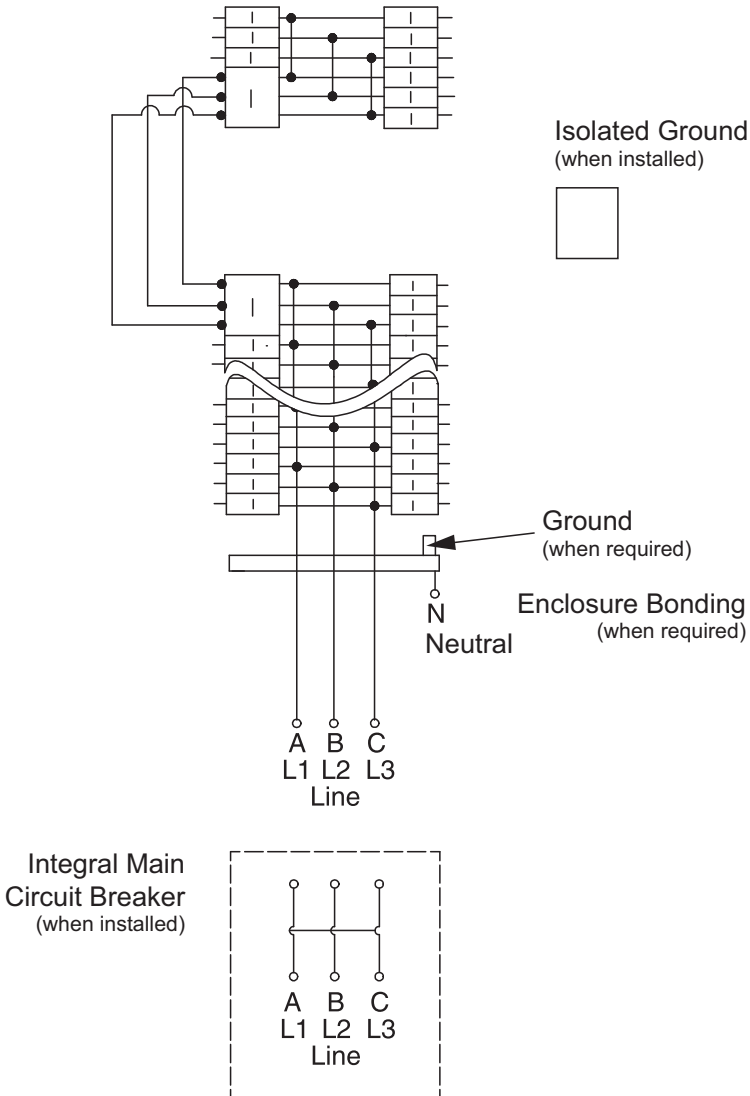 Isolated Ground
(when installed)
Ground
(when required)
N
Neutral
Enclosure Bonding
(when required)
A B C
L1 L2 L3
Line
Integral Main
Circuit Breaker
(when installed)
A B C
L1 L2 L3
Line